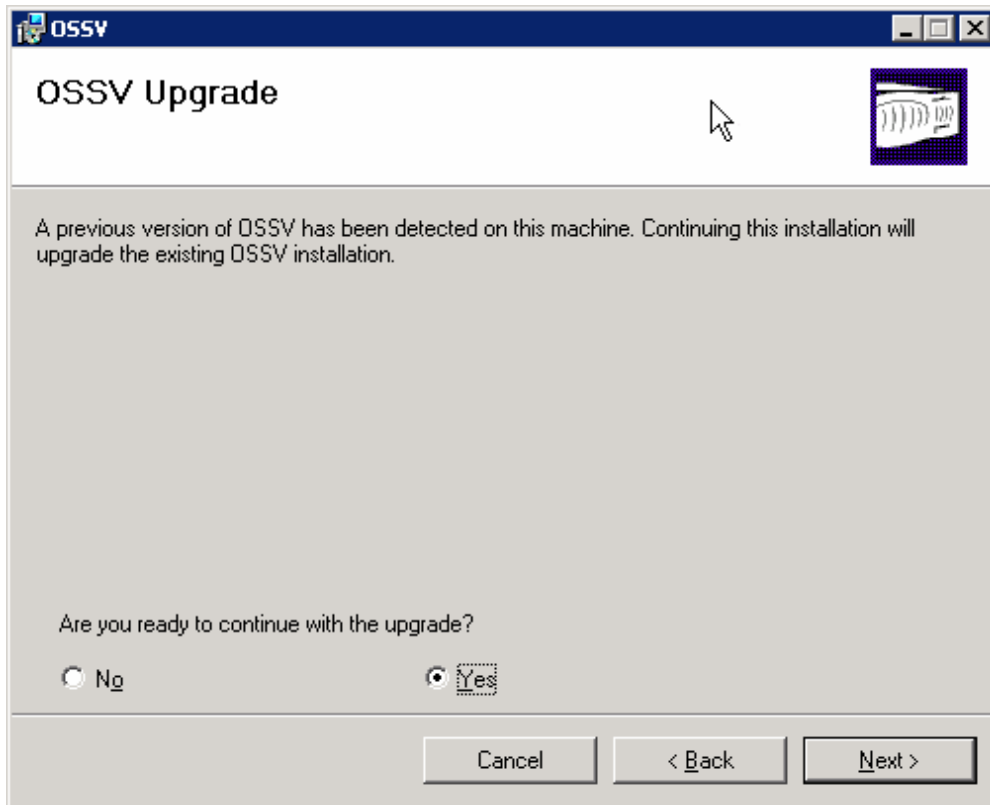 OSSV
OSSV Upgrade
A previous version of OSSV has been detected on this machine. Continuing this installation will
upgrade the existing OSSV installation.
Are you ready to continue with the upgrade?
No Yes
Cancel < Back Next >